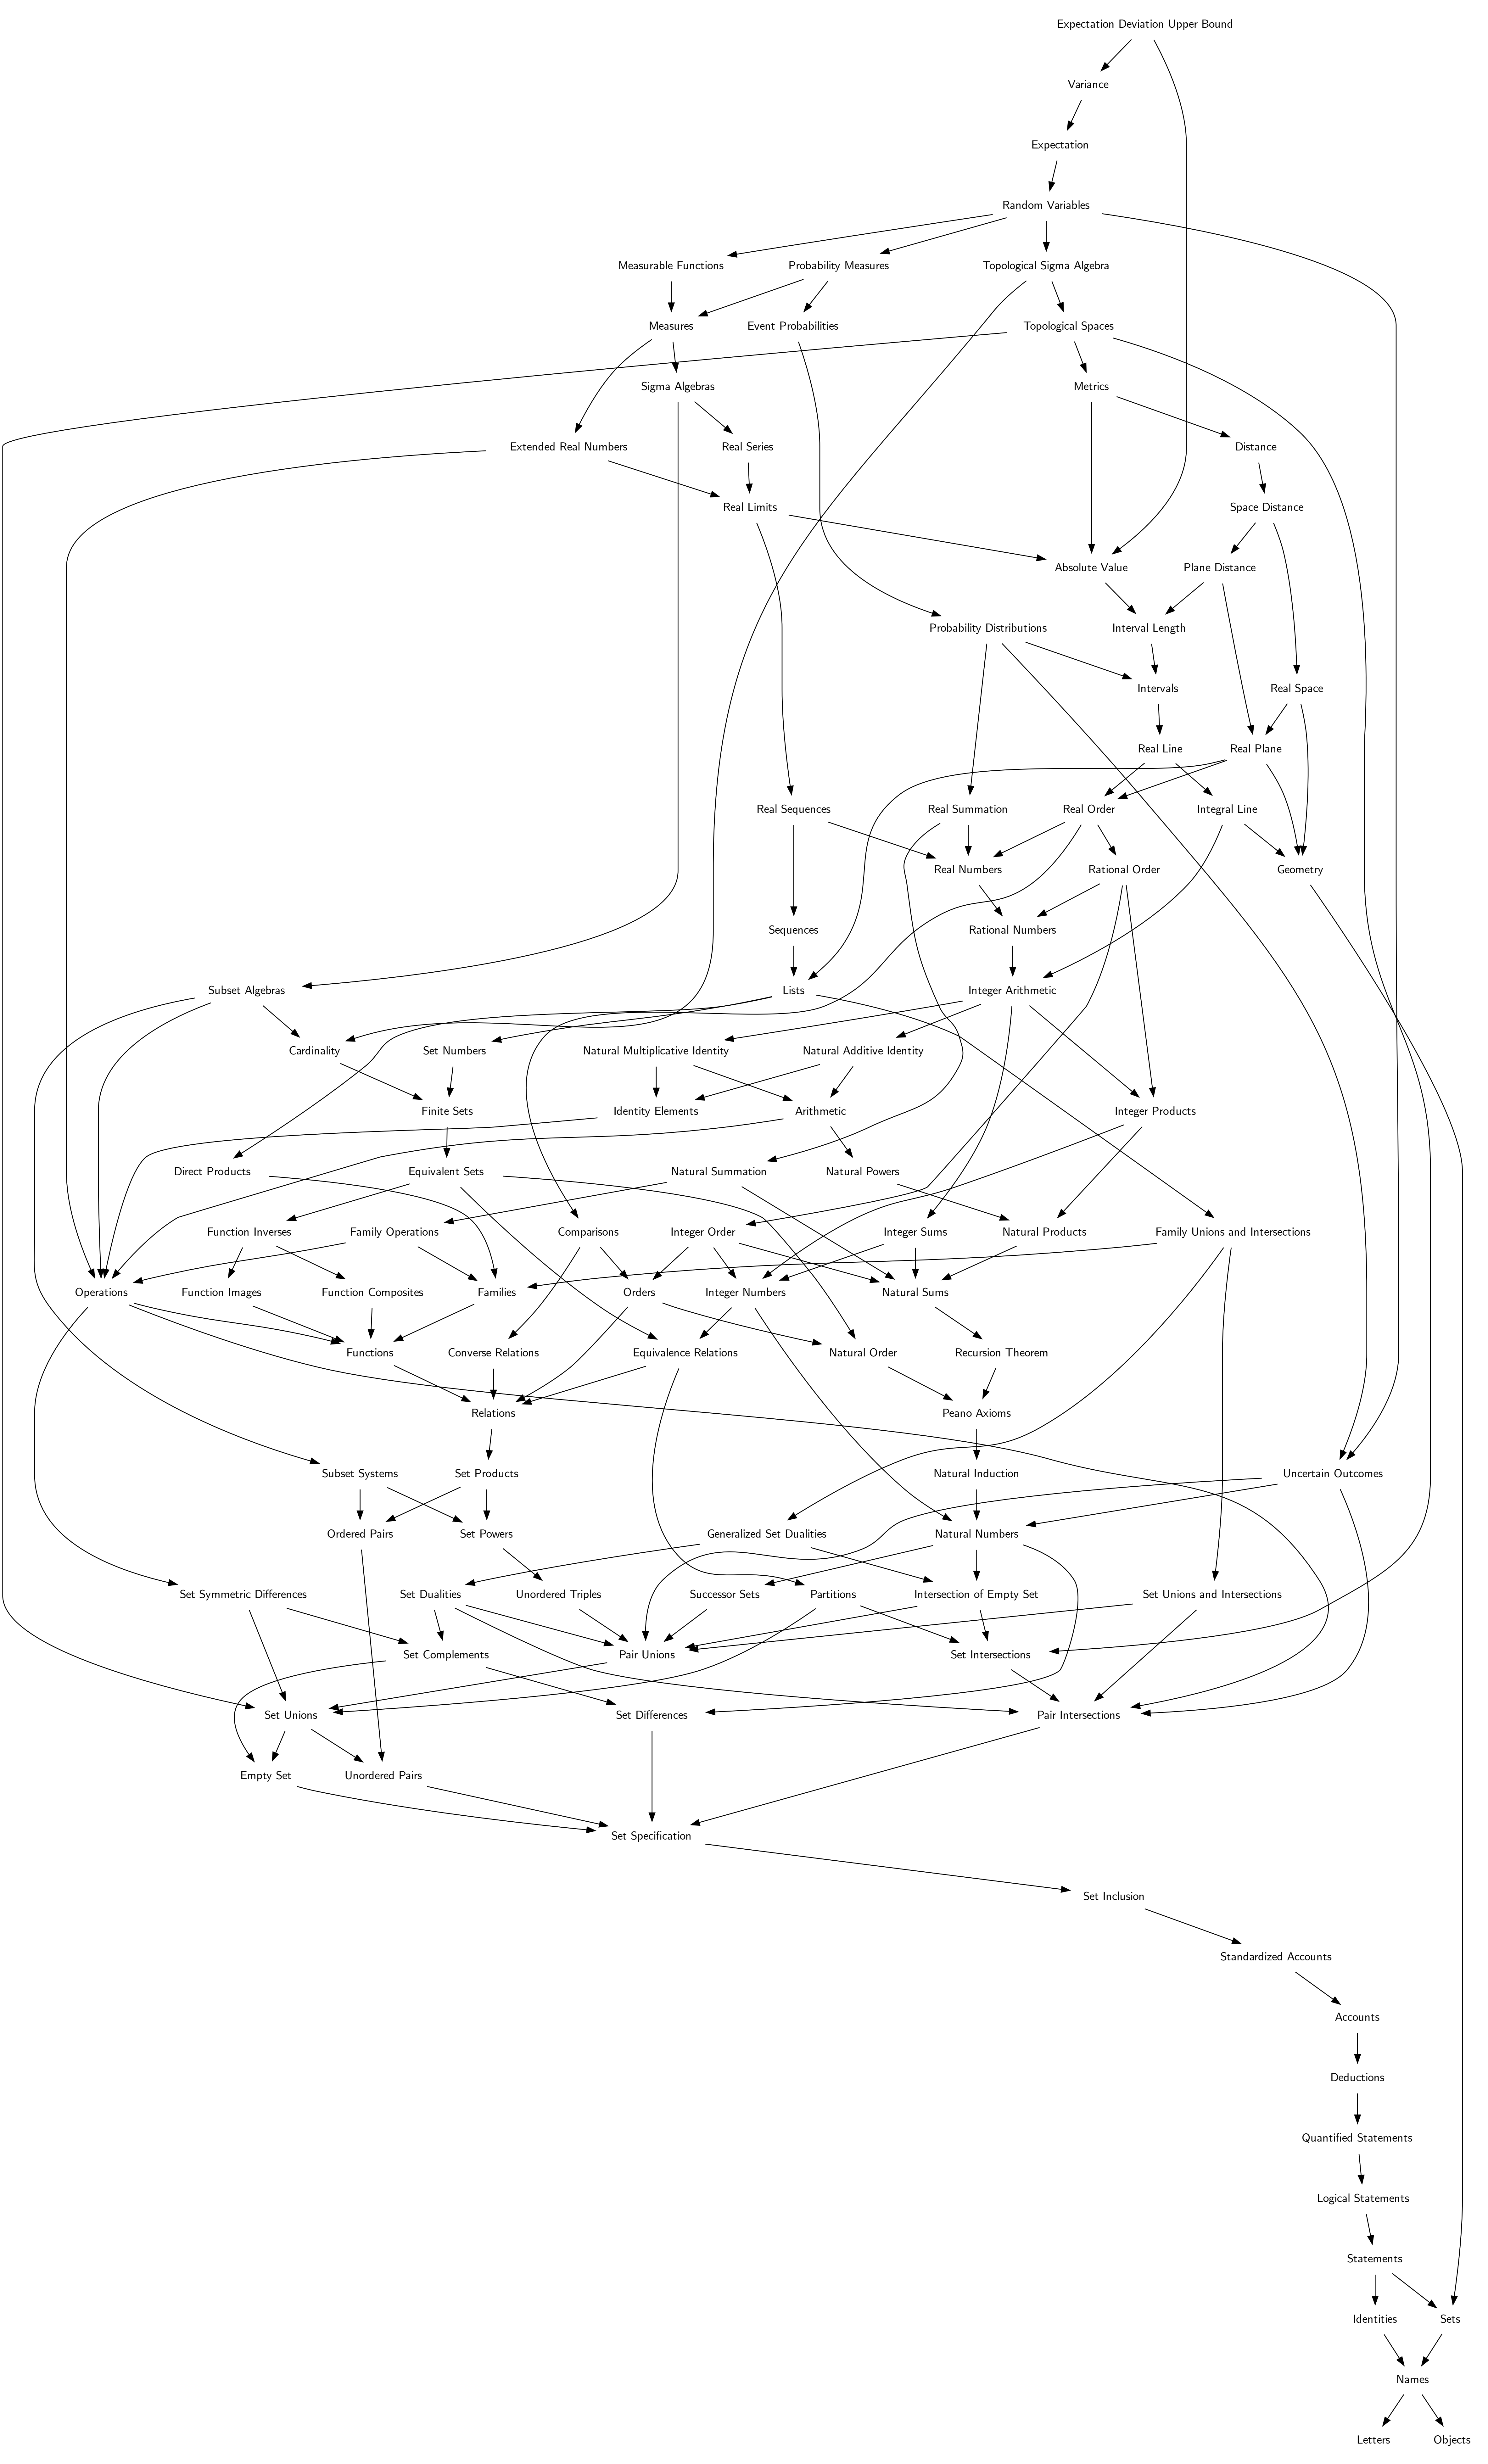 Expectation Deviation Upper Bound
Variance
Expectation
Random Variables
Measurable Functions
Probability Measures
Topological Sigma Algebra
Measures
Event Probabilities
Topological Spaces
Sigma Algebras
Metrics
Extended Real Numbers
Real Series
Distance
Real Limits
Space Distance
Absolute Value
Plane Distance
Probability Distributions
Interval Length
Intervals
Real Space
Real Line
Real Plane
Real Sequences
Real Summation
Real Order
Integral Line
Real Numbers
Rational Order
Geometry
Sequences
Rational Numbers
Subset Algebras
Lists
Integer Arithmetic
Cardinality
Set Numbers
Natural Multiplicative Identity
Natural Additive Identity
Finite Sets
Identity Elements
Arithmetic
Integer Products
Direct Products
Equivalent Sets
Natural Summation
Natural Powers
Function Inverses
Family Operations
Comparisons
Integer Order
Integer Sums
Natural Products
Family Unions and Intersections
Operations
Function Images
Function Composites
Families
Orders
Integer Numbers
Natural Sums
Functions
Converse Relations
Equivalence Relations
Natural Order
Recursion Theorem
Relations
Peano Axioms
Subset Systems
Set Products
Natural Induction
Uncertain Outcomes
Ordered Pairs
Set Powers
Generalized Set Dualities
Natural Numbers
Set Symmetric Differences
Set Dualities
Unordered Triples
Successor Sets
Partitions
Intersection of Empty Set
Set Unions and Intersections
Set Complements
Pair Unions
Set Intersections
Set Unions
Set Differences
Pair Intersections
Empty Set
Unordered Pairs
Set Specification
Set Inclusion
Standardized Accounts
Accounts
Deductions
Quantified Statements
Logical Statements
Statements
Identities
Sets
Names
Letters
Objects